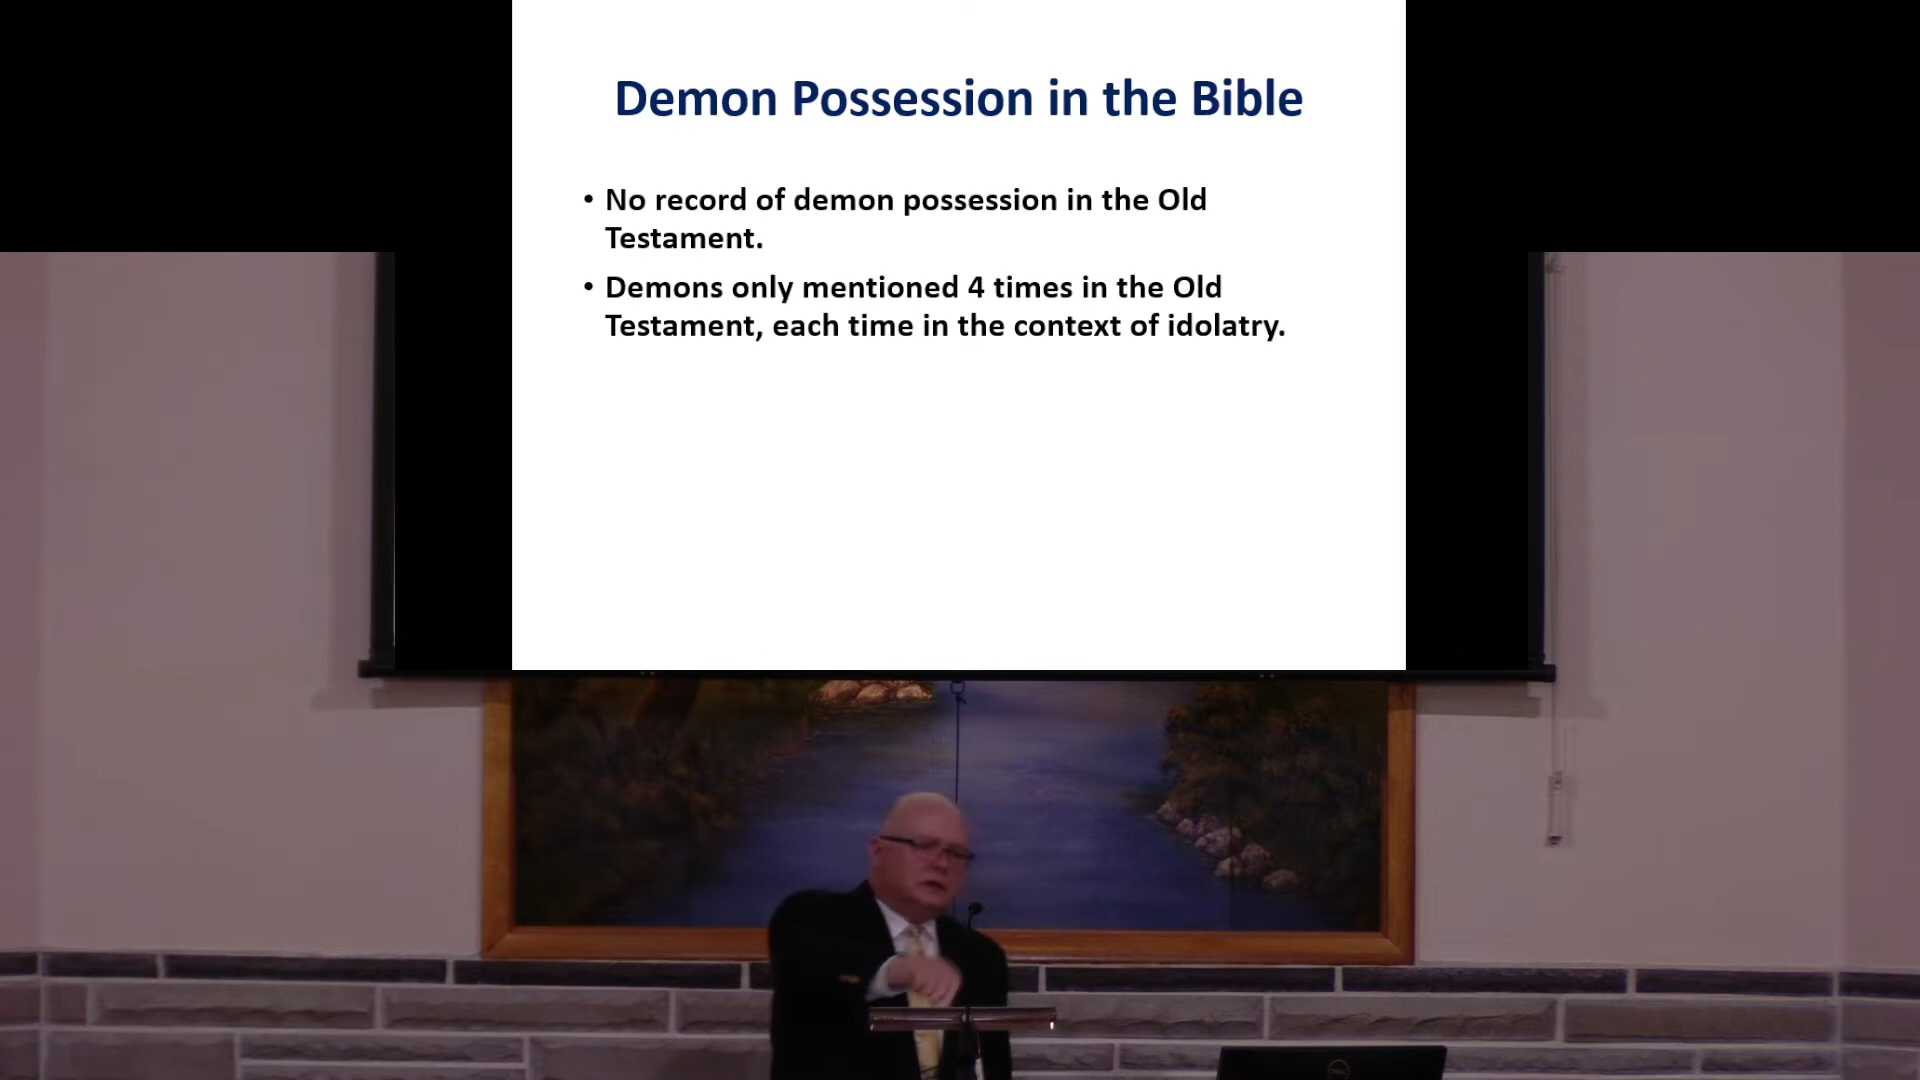 Demon Possession in the Bible
• No record of demon possession in the Old
Testament.
• Demons only mentioned 4 times in the Old
Testament, each time in the context of idolatry.
DELL